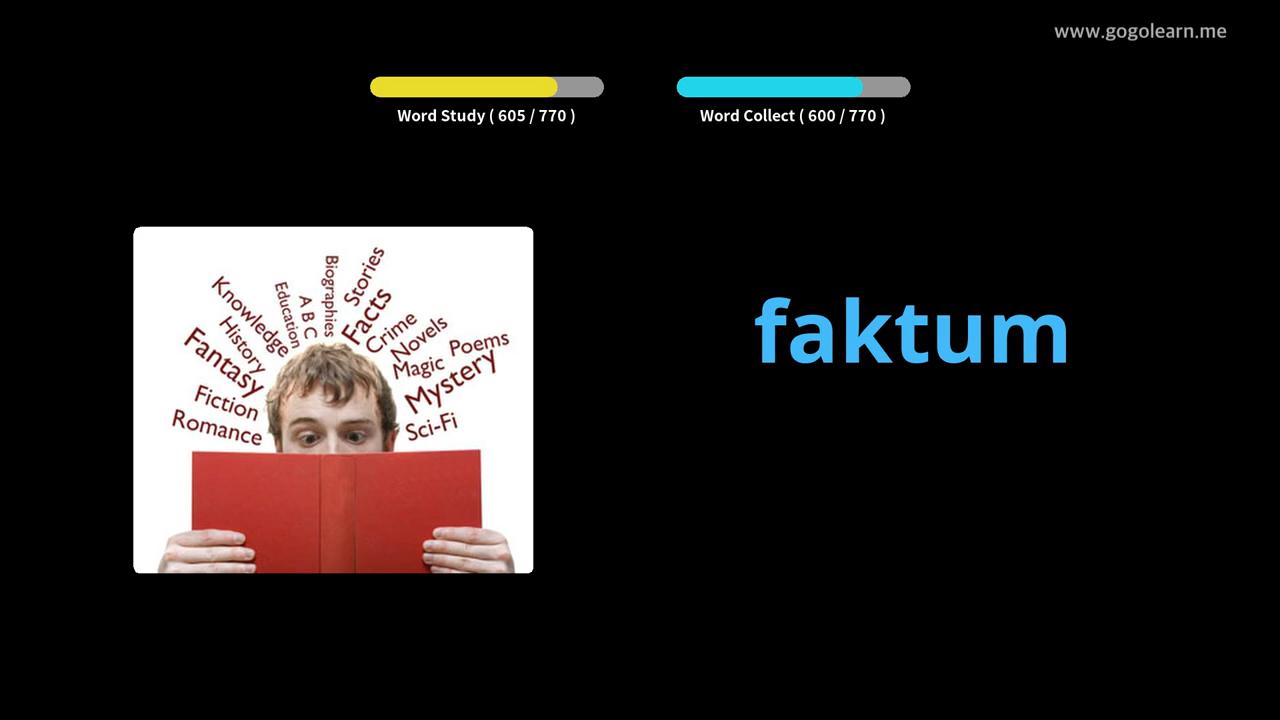 www.gogolearn.me
Word Study ( 605 / 770 )
Word Collect ( 600 / 770 )
Knowledge
Education
A B C
Biographies
Stories
Facts
Crime
Novels
Poems
History
Fantasy
Magic
Mystery
Fiction
Romance
Sci-Fi
faktum